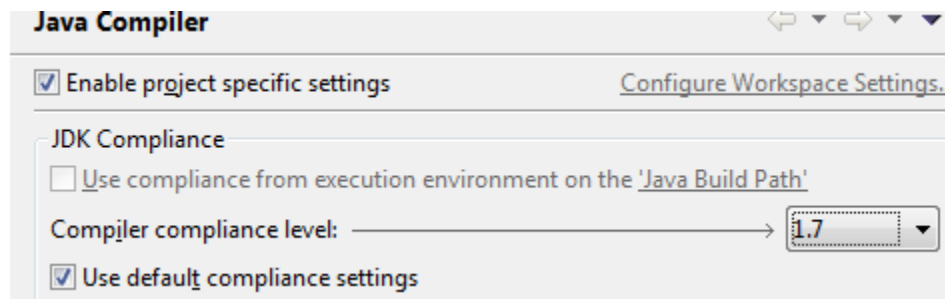 Java Compiler
Enable project specific settings Configure Workspace Settings.
JDK Compliance
Use compliance from execution environment on the 'Java Build Path'
Compiler compliance level: 1.7
Use default compliance settings